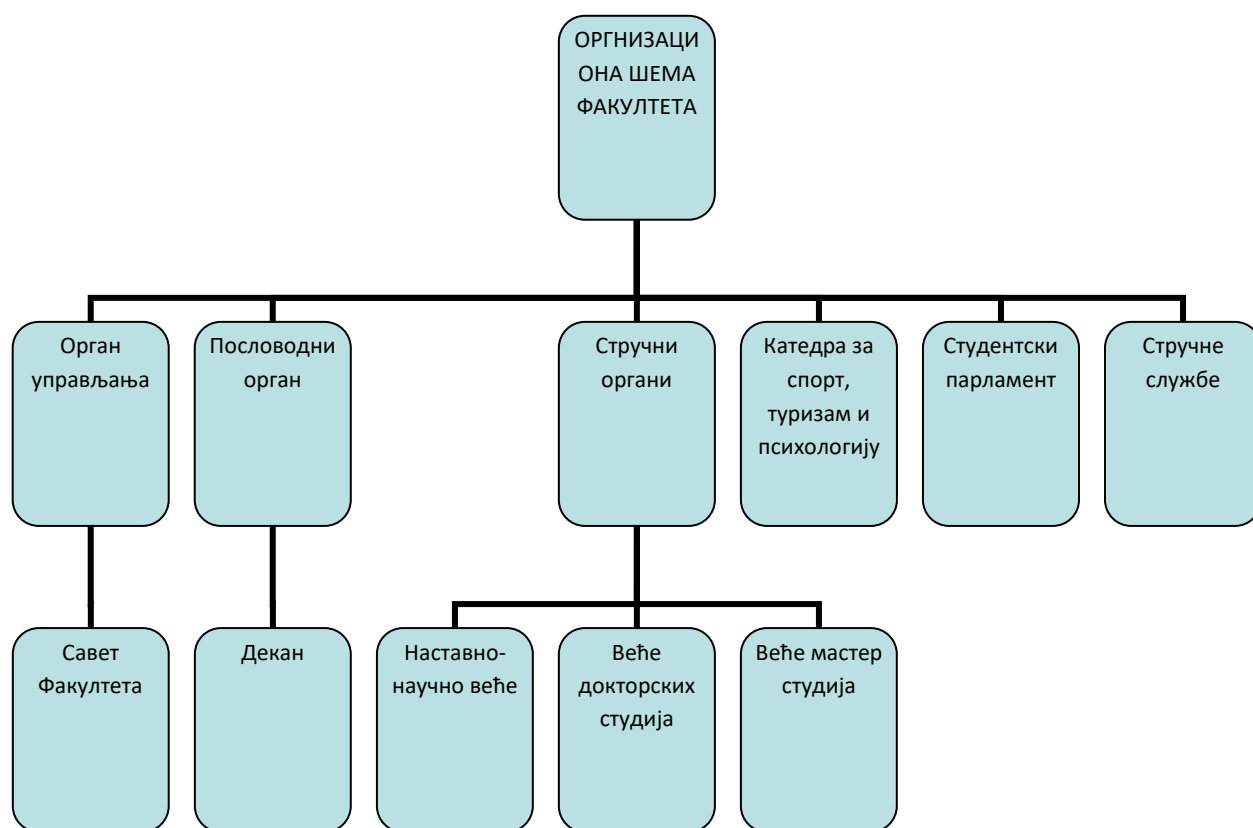 ОРГНИЗАЦИ
ОНА ШЕМА
ФАКУЛТЕТА
Орган
управљања
Пословодни
орган
Стручни
органи
Катедра за
спорт,
туризам и
психологију
Студентски
парламент
Стручне
службе
Савет
Факултета
Декан
Наставно-
научно веће
Веће
докторских
студија
Веће мастер
студија